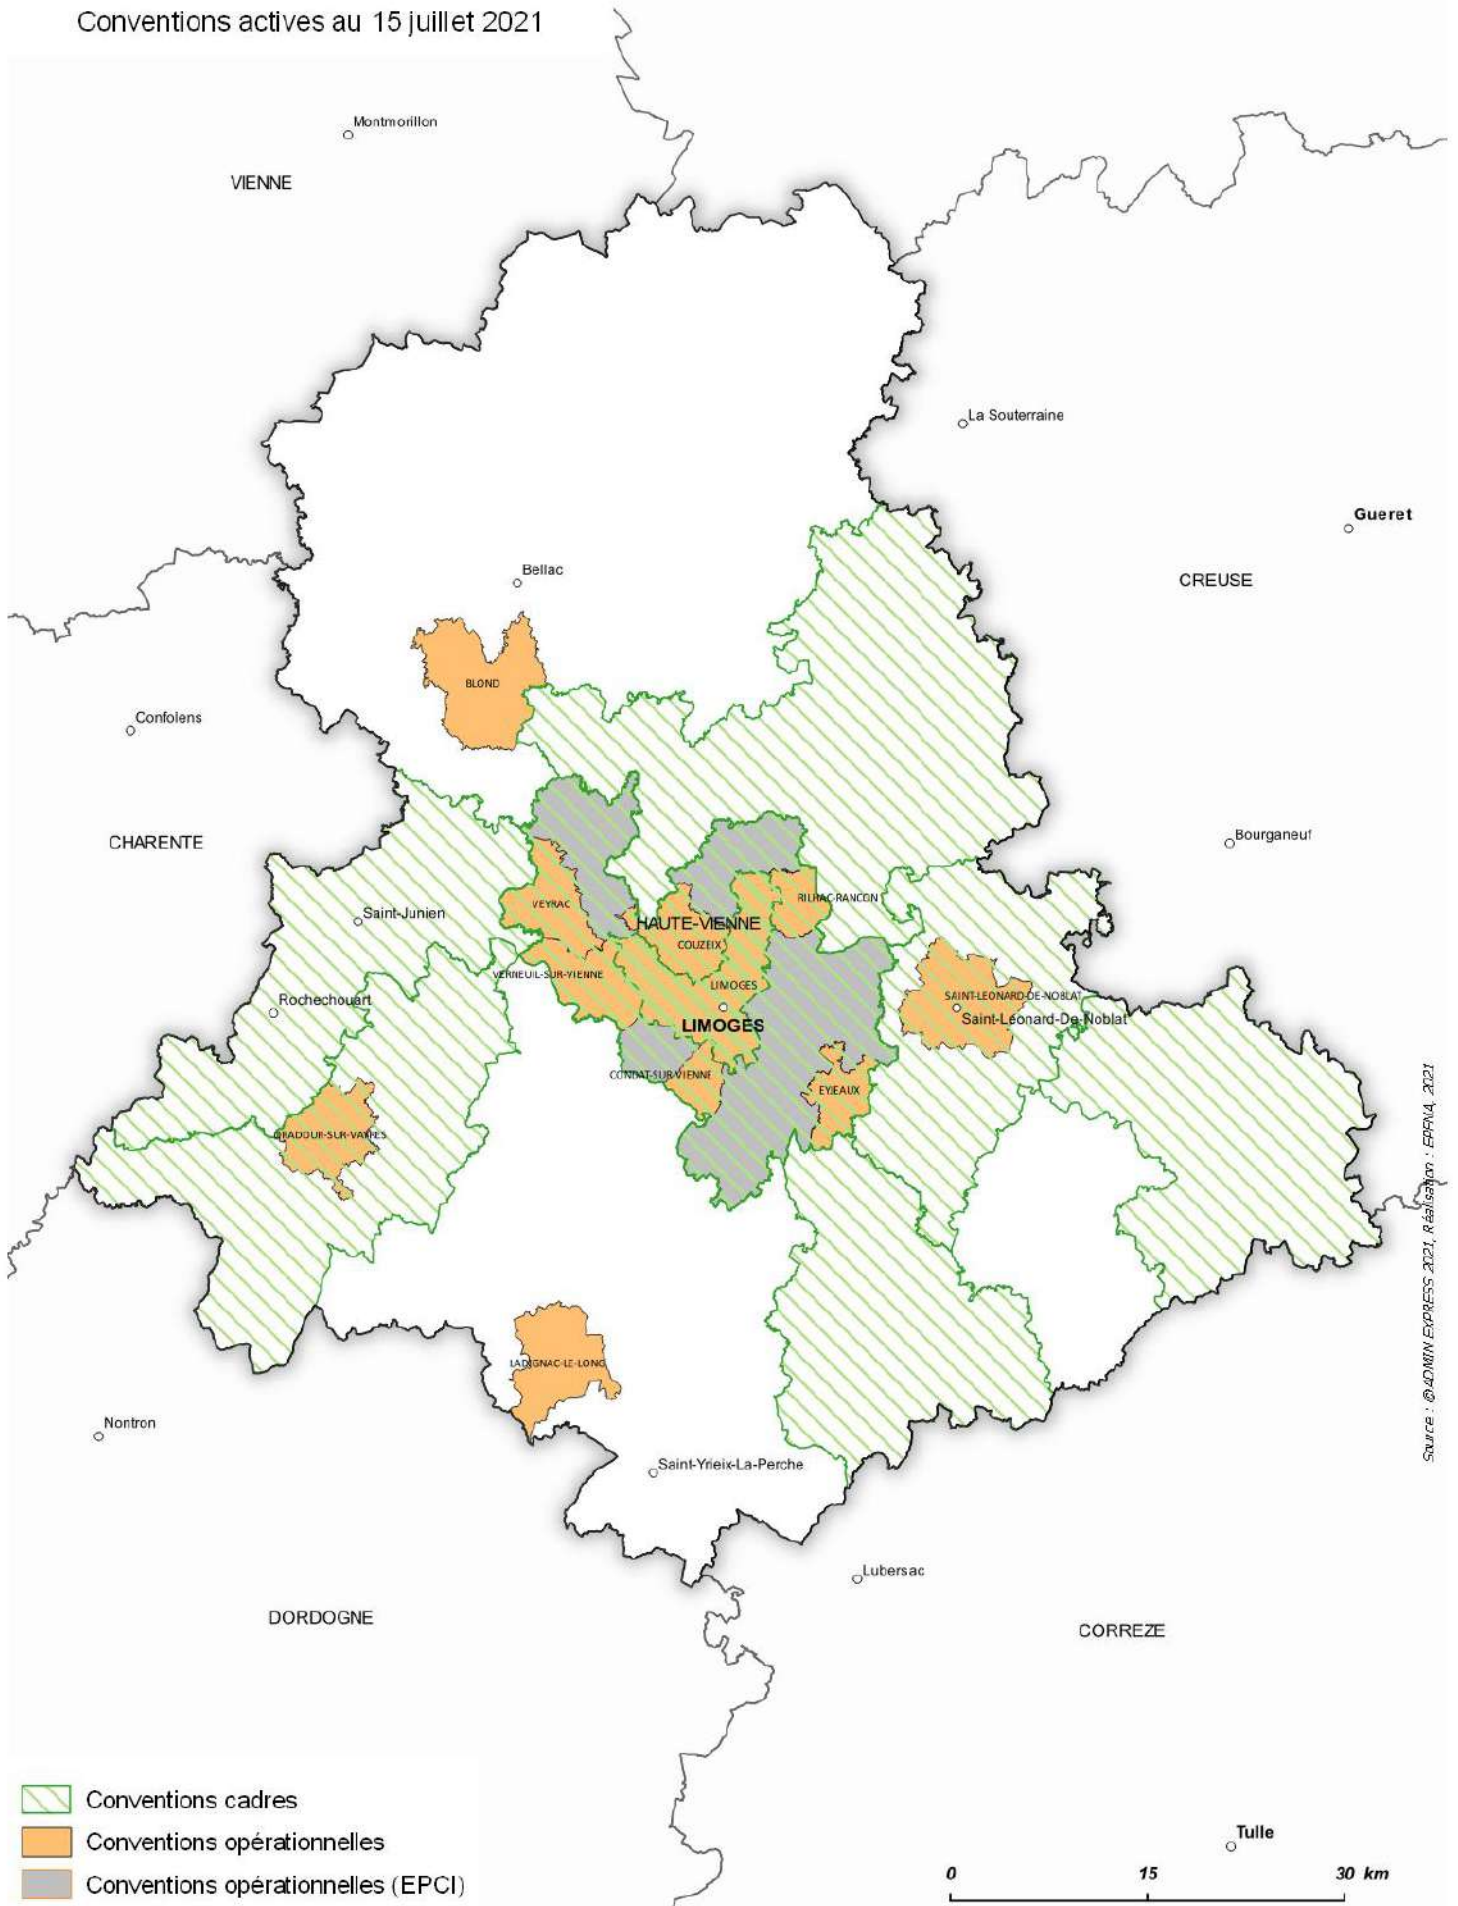 Conventions actives au 15 juillet 2021
Montmorillon
VIENNE
La Souterraine
Gueret
Bellac
CREUSE
BLOND
Confolens
Bourganeuf
CHARENTE
RILHAC-RANCON
VEYRAC
Saint-Junien
HAUTE-VIENNE
COUZEIX
VERNEUIL-SUR-VIENNE
LIMOGES
SAINT-LEONARD-DE-NOBLAT
Rochechouart
Saint-Léonard-De-Noblat
LIMOGES
CONDAT-SUR-VIENNE
EYJEAUX
ORADOUR-SUR-VAYRES
Source : ©ADMIN EXPRESS 2021, Réalisation : EPFNA, 2021
LADIGNAC-LE-LONG
Nontron
Saint-Yrieix-La-Perche
Lubersac
DORDOGNE
CORREZE
Conventions cadres
Conventions opérationnelles
Conventions opérationnelles (EPCI)
Tulle
0 15 30 km